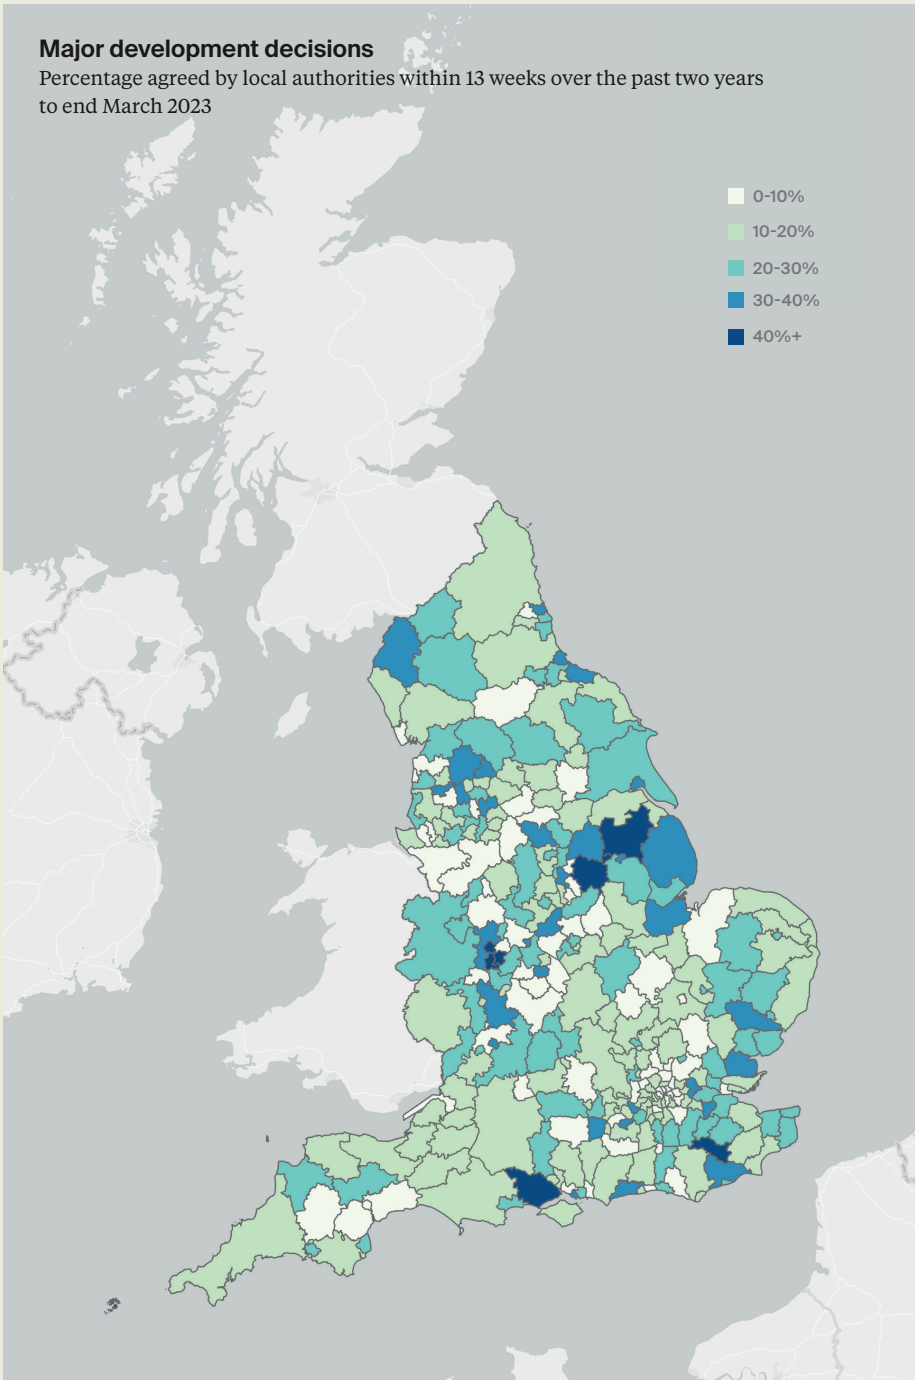 Major development decisions
Percentage agreed by local authorities within 13 weeks over the past two years
to end March 2023
0-10%
10-20%
20-30%
30-40%
40%+